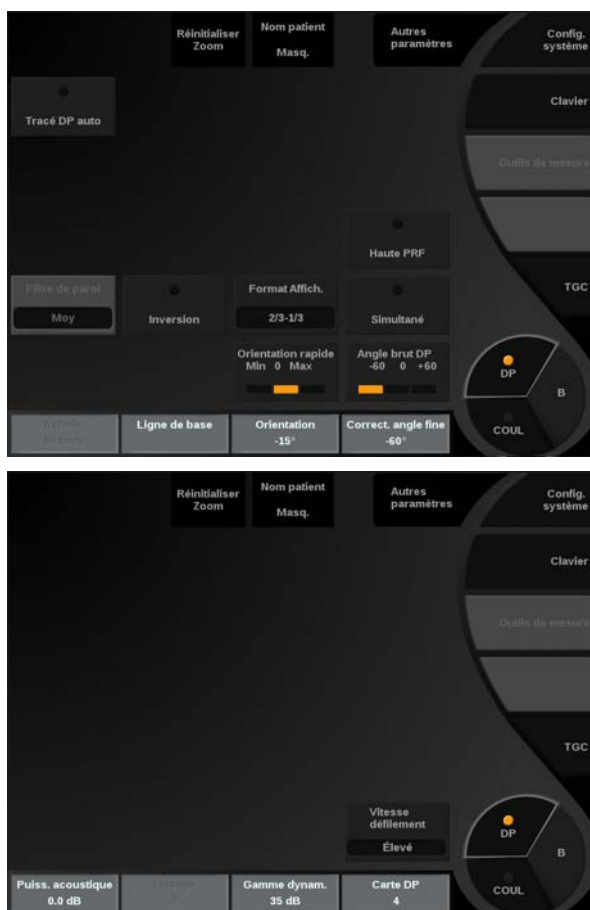 Réinitialiser
Zoom
Nom patient
Masq.
Autres
paramètres
Config.
système
Tracé DP auto
Clavier
Outils de mesure
Haute PRF
TGC
Filtre de paroi
Moy
Inversion
Format Affich.
2/3-1/3
Simultané
Orientation rapide
Min 0 Max
Angle brut DP
-60 0 +60
DP
B
COUL
Ligne de base
Orientation
-15°
Correct. angle fine
-60°
Réinitialiser
Zoom
Nom patient
Masq.
Autres
paramètres
Config.
système
Clavier
Outils de mesure
TGC
Vitesse
défilement
Élevé
DP
B
COUL
Puiss. acoustique
0.0 dB
Gamme dynam.
35 dB
Carte DP
4